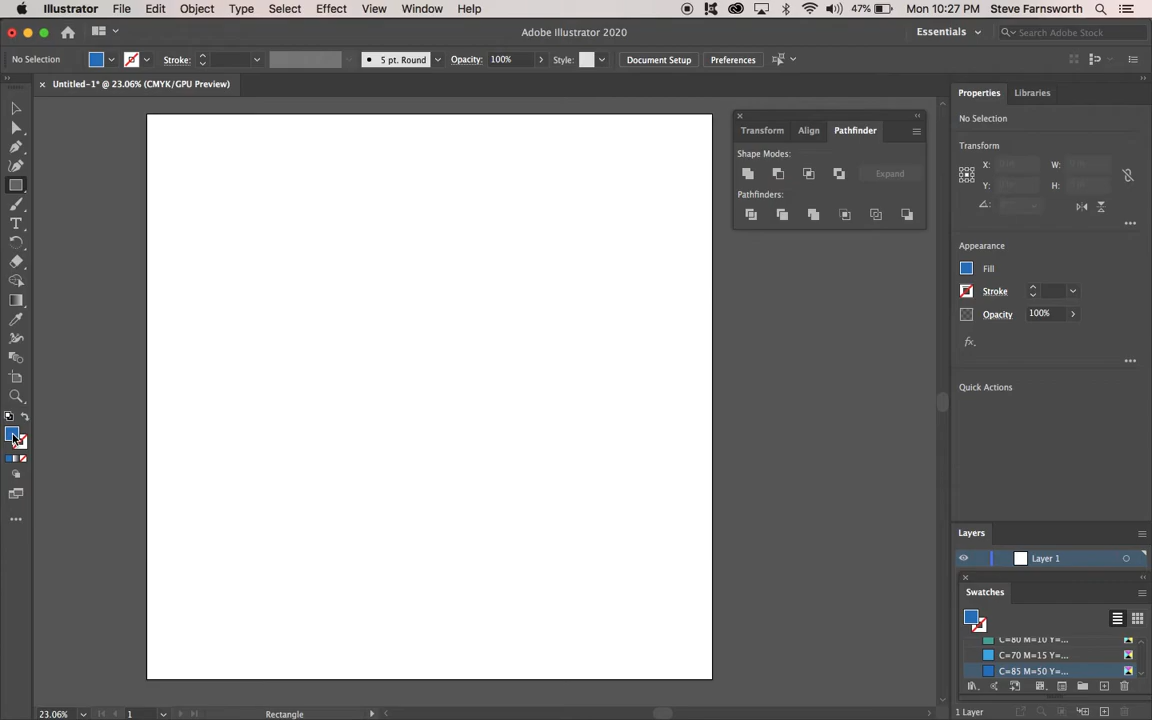 Illustrator File Edit Object Type Select Effect View Window Help 47% Mon 10:27 PM Steve Farnsworth
Adobe Illustrator 2020 Essentials Search Adobe Stock
No Selection Stroke: 5 pt. Round Opacity: 100% Style: Document Setup Preferences
Untitled-1* @ 23.06% (CMYK/GPU Preview)
Properties Libraries
No Selection
Transform Align Pathfinder
Transform
Shape Modes:
X: W:
Expand
Pathfinders:
Y: H:
Appearance
Fill
Stroke
Opacity 100%
fx.
Quick Actions
Layers
Layer 1
Swatches
C=80 M=10 Y=...
C=70 M=15 Y=...
C=85 M=50 Y=...
23.06% 1 Rectangle 1 Layer